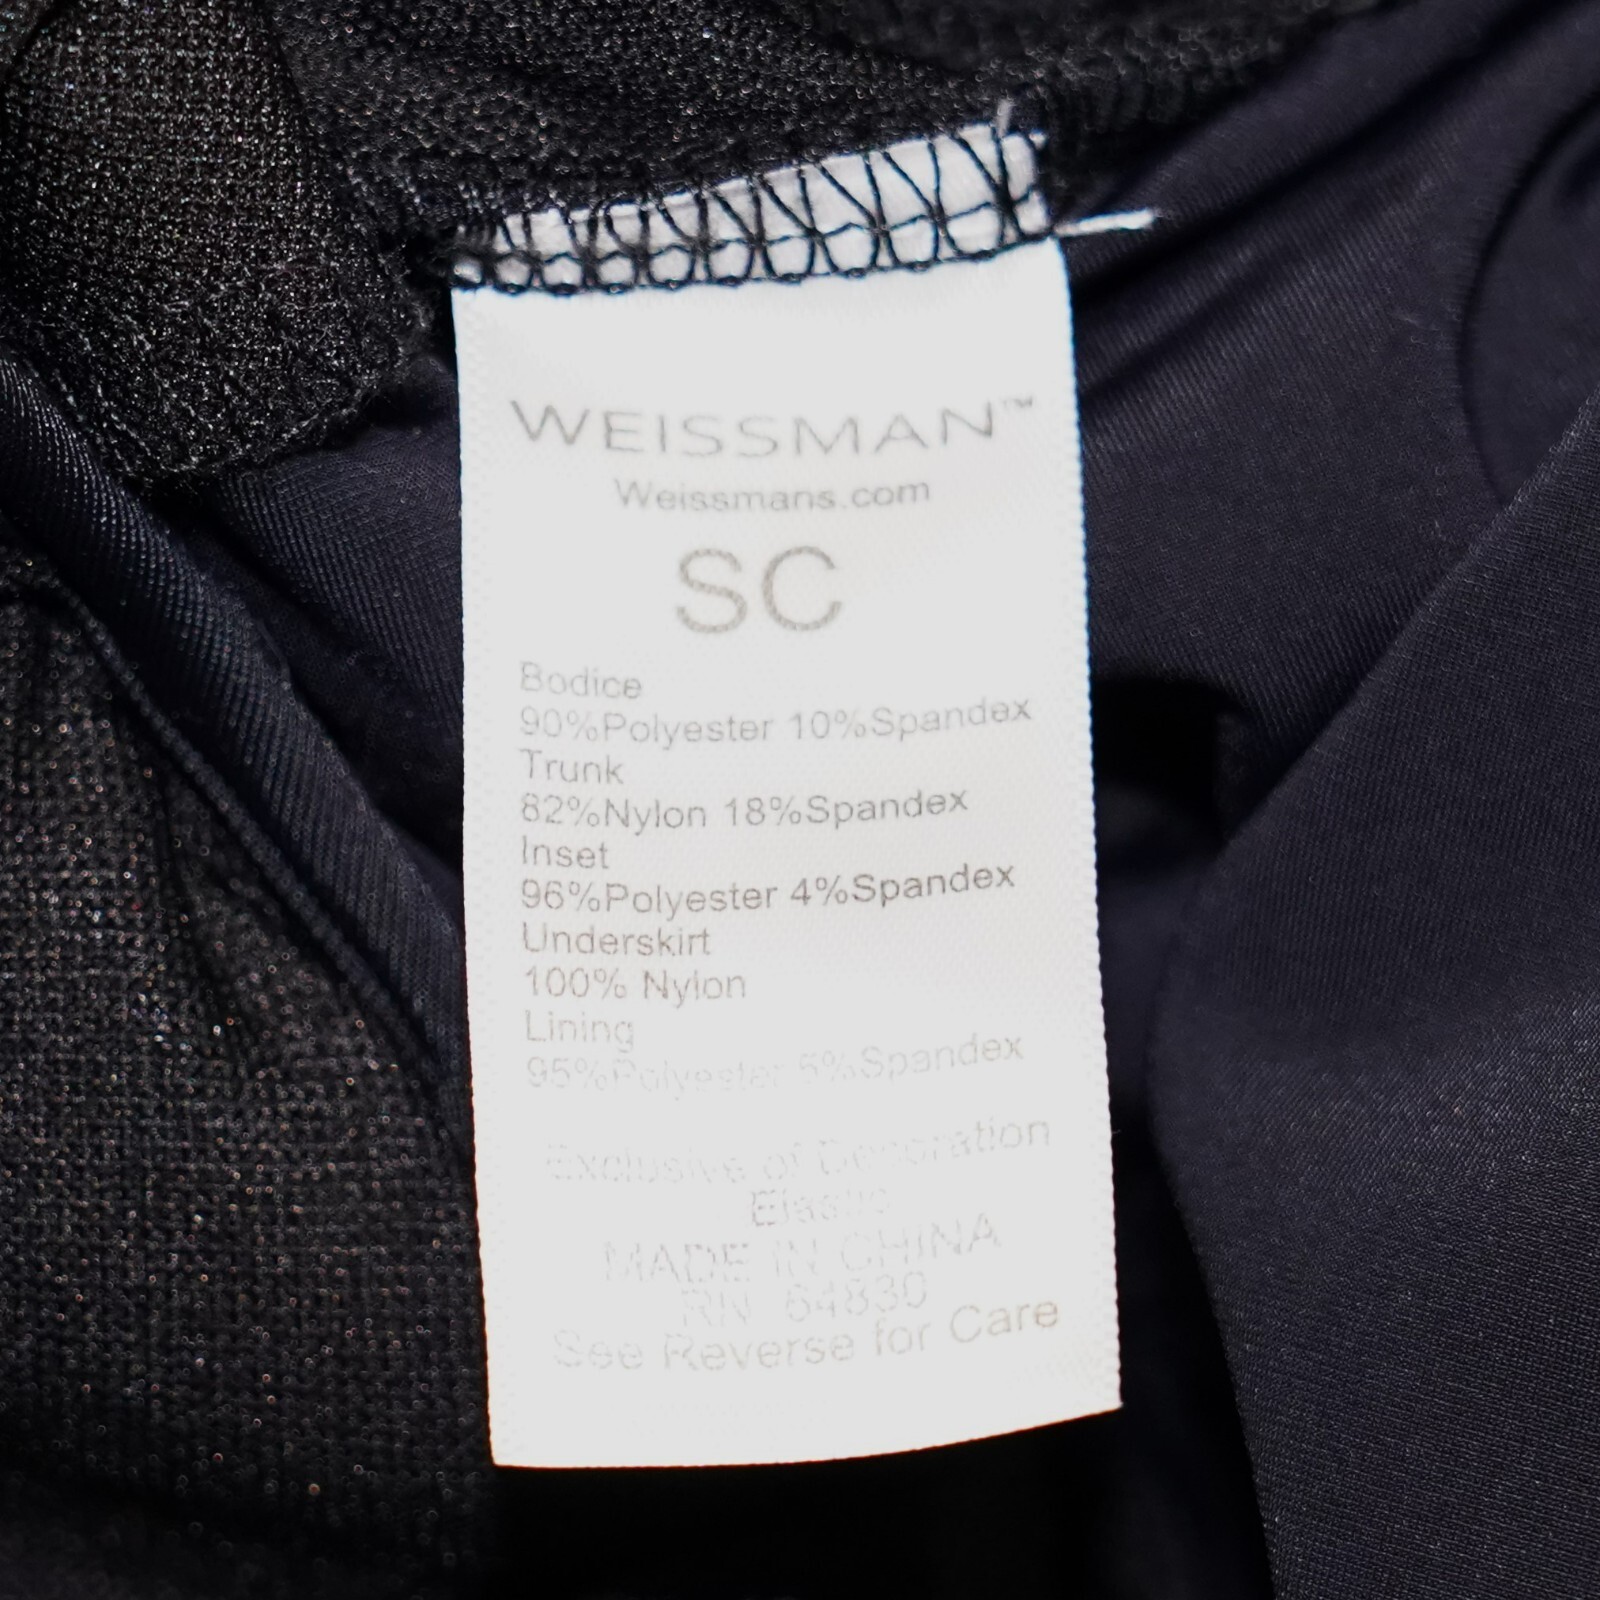 WEISSMAN™
Weissmans.com
SC
Bodice
90%Polyester 10%Spandex
Trunk
82%Nylon 18%Spandex
Inset
96%Polyester 4%Spandex
Underskirt
100% Nylon
Lining
95%Polyester 5%Spandex
Exclusive of Decoration
Elastic
MADE IN CHINA
RN 64830
See Reverse for Care